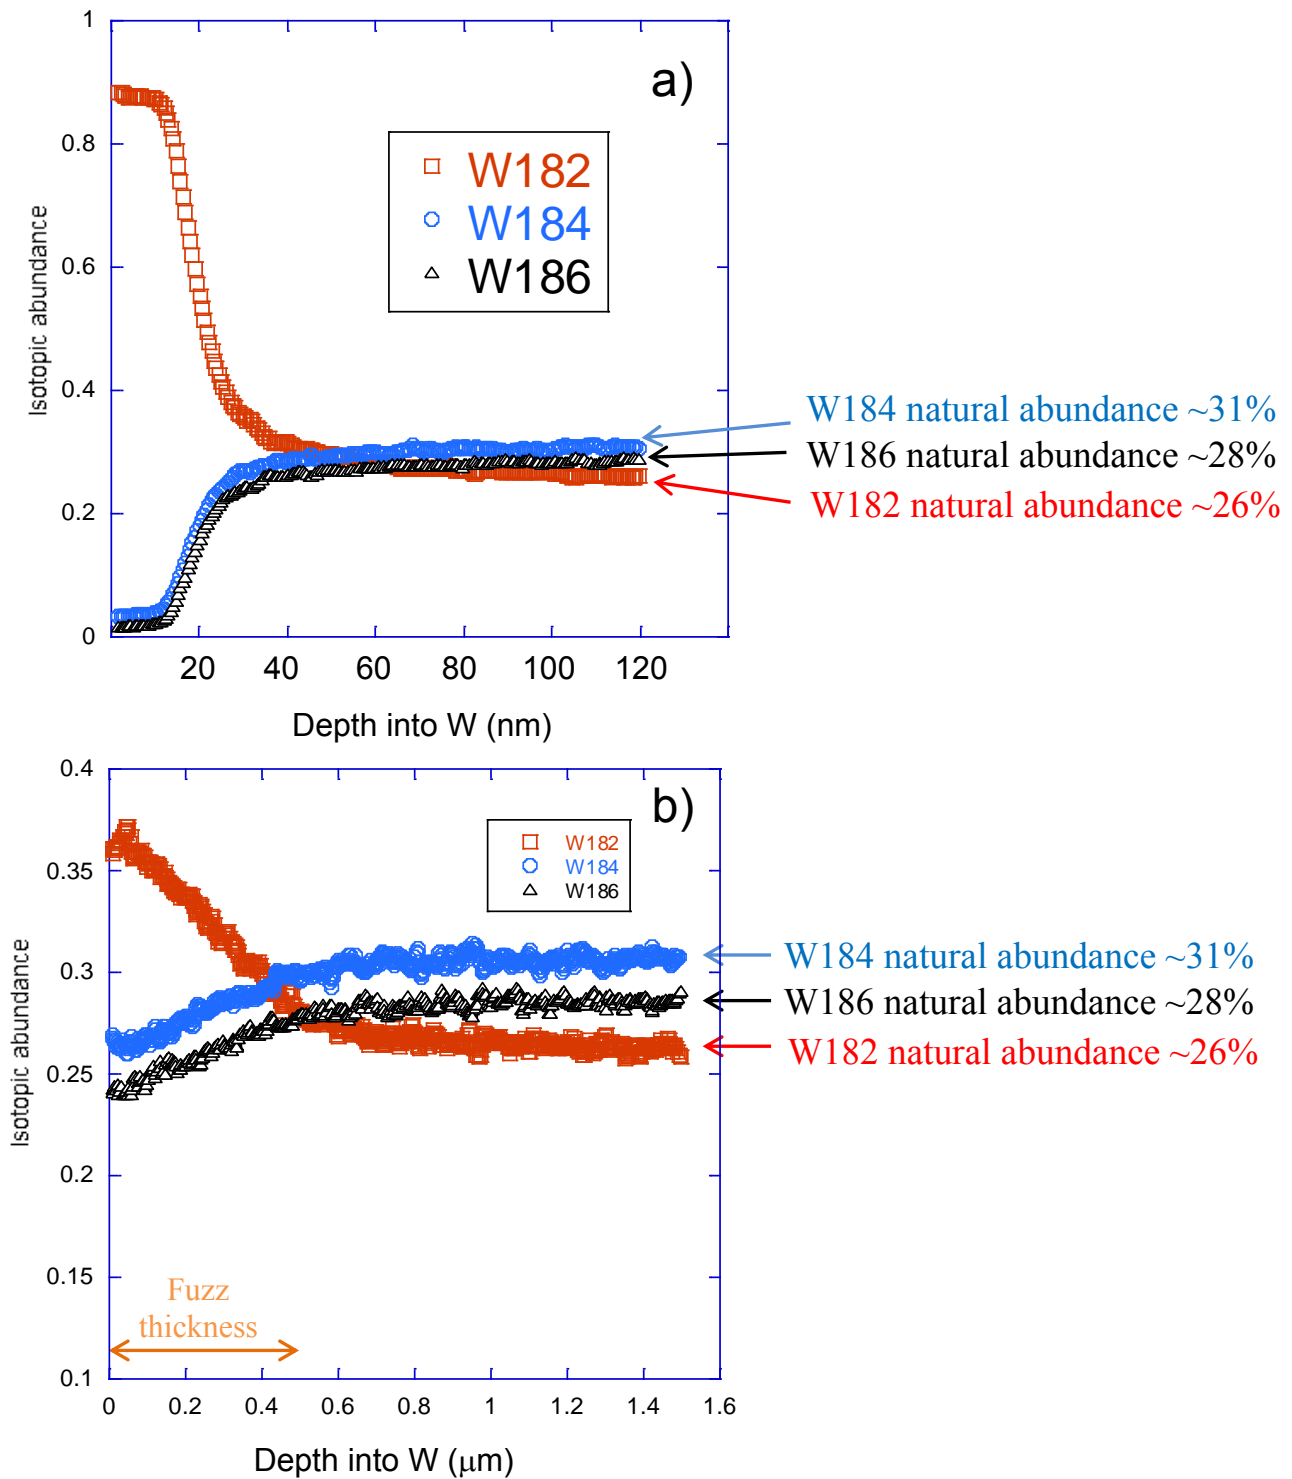 a)
1
0.8
0.6
0.4
0.2
0
Isotopic abundance
W182
W184
W186
W184 natural abundance ~31%
W186 natural abundance ~28%
W182 natural abundance ~26%
20 40 60 80 100 120
Depth into W (nm)
b)
0.4
0.35
0.3
0.25
0.2
0.15
0.1
Isotopic abundance
W182
W184
W186
W184 natural abundance ~31%
W186 natural abundance ~28%
W182 natural abundance ~26%
Fuzz
thickness
0 0.2 0.4 0.6 0.8 1 1.2 1.4 1.6
Depth into W (μm)